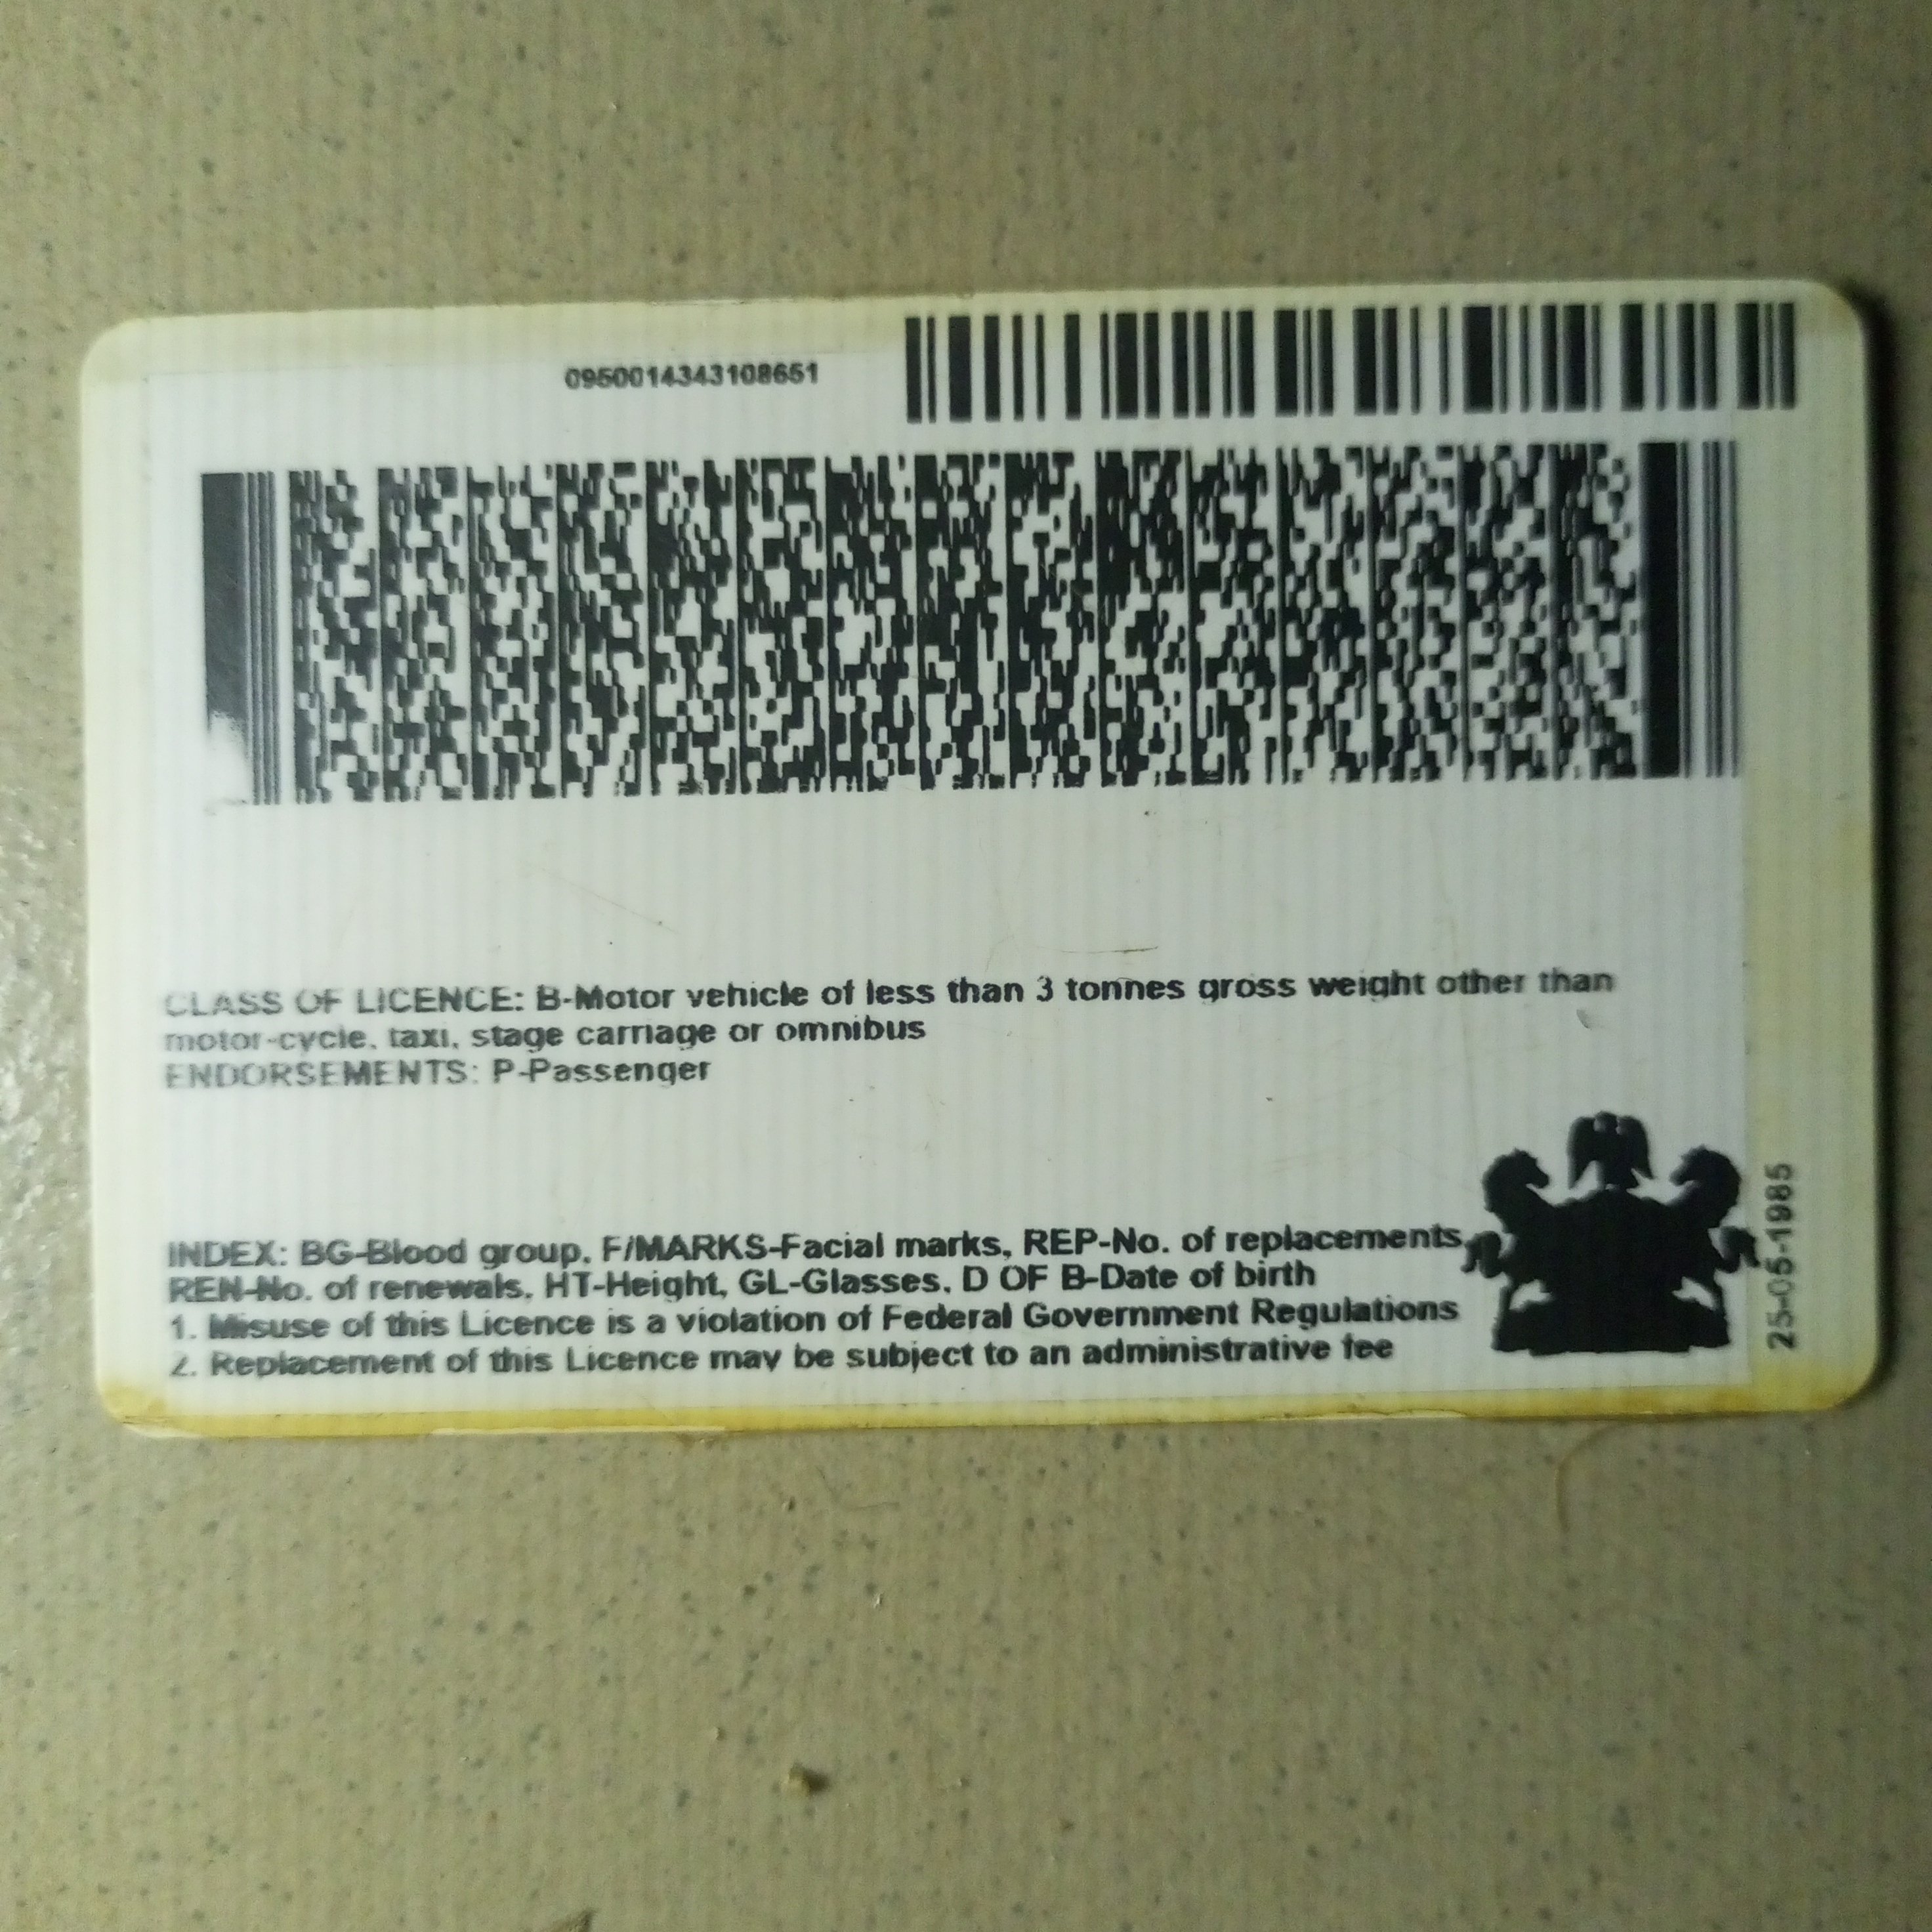 0950014343108651
CLASS OF LICENCE: B-Motor vehicle of less than 3 tonnes gross weight other than
motor-cycle, taxi, stage carriage or omnibus
ENDORSEMENTS: P-Passenger
INDEX: BG-Blood group, F/MARKS-Facial marks, REP-No. of replacements,
REN-No. of renewals, HT-Height, GL-Glasses, D OF B-Date of birth
1. Misuse of this Licence is a violation of Federal Government Regulations
2. Replacement of this Licence may be subject to an administrative fee
25-05-1985